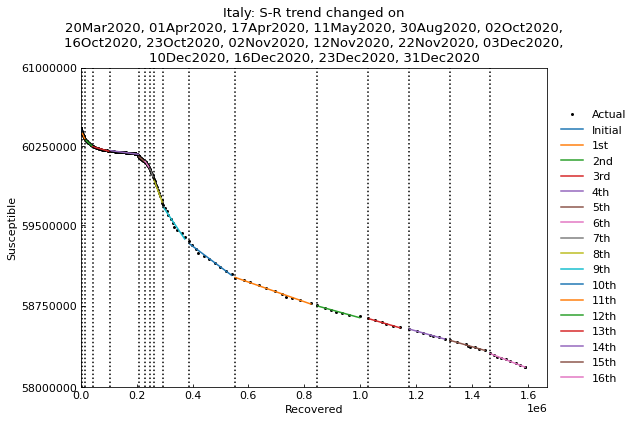 Italy: S-R trend changed on
20Mar2020, 01Apr2020, 17Apr2020, 11May2020, 30Aug2020, 02Oct2020,
16Oct2020, 23Oct2020, 02Nov2020, 12Nov2020, 22Nov2020, 03Dec2020,
10Dec2020, 16Dec2020, 23Dec2020, 31Dec2020
61000000
60250000
59500000
58750000
58000000
Susceptible
0.0 0.2 0.4 0.6 0.8 1.0 1.2 1.4 1.6
1e6
Recovered
Actual
Initial
1st
2nd
3rd
4th
5th
6th
7th
8th
9th
10th
11th
12th
13th
14th
15th
16th